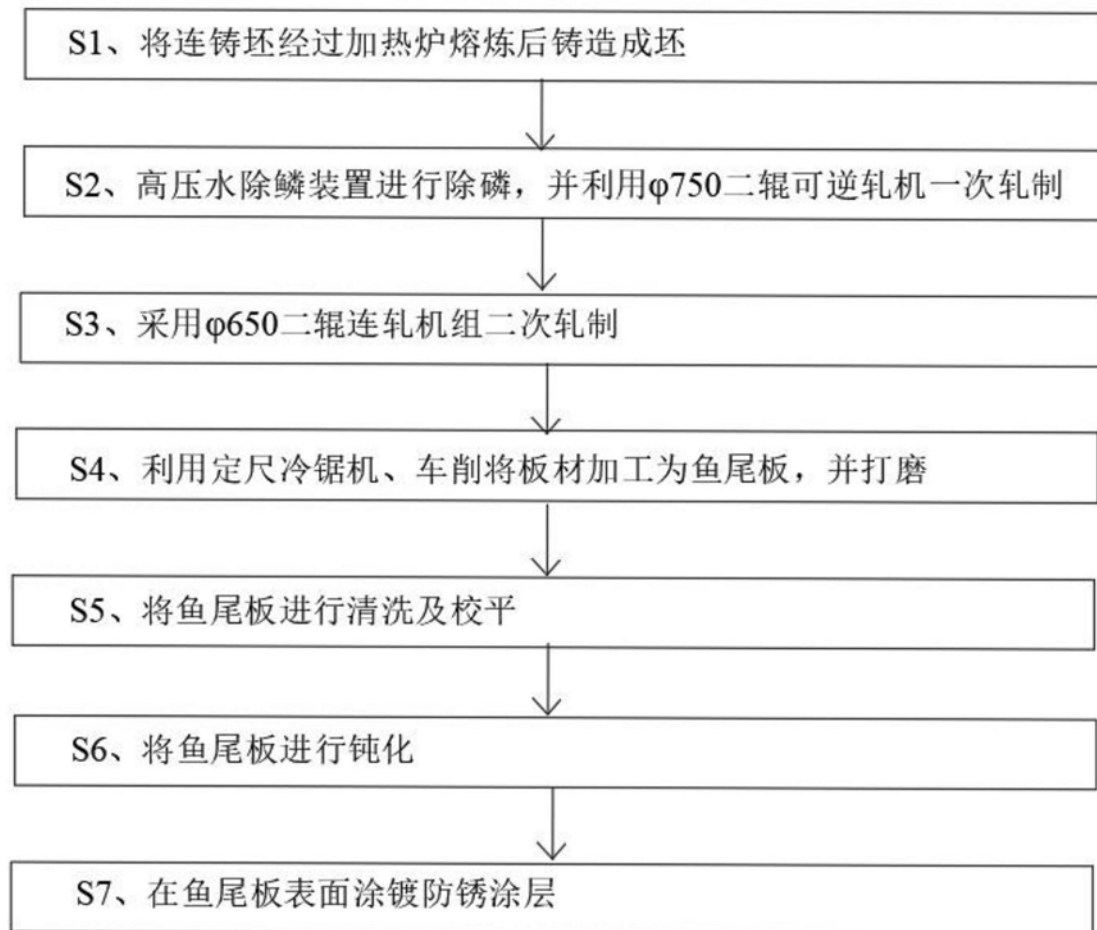 S1、将连铸坯经过加热炉熔炼后铸造成坯
S2、高压水除鳞装置进行除磷，并利用φ750二辊可逆轧机一次轧制
S3、采用φ650二辊连轧机组二次轧制
S4、利用定尺冷锯机、车削将板材加工为鱼尾板，并打磨
S5、将鱼尾板进行清洗及校平
S6、将鱼尾板进行钝化
S7、在鱼尾板表面涂镀防锈涂层